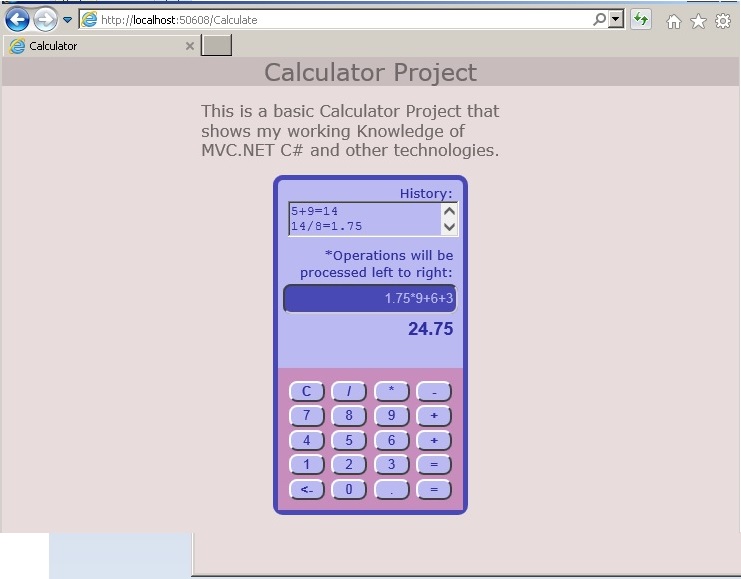 http://localhost:50608/Calculate
Calculator
Calculator Project
This is a basic Calculator Project that
shows my working Knowledge of
MVC.NET C# and other technologies.
History:
5+9=14
14/8=1.75
*Operations will be
processed left to right:
1.75*9+6+3
24.75
C / * -
7 8 9 +
4 5 6 +
1 2 3 =
<- 0 . =